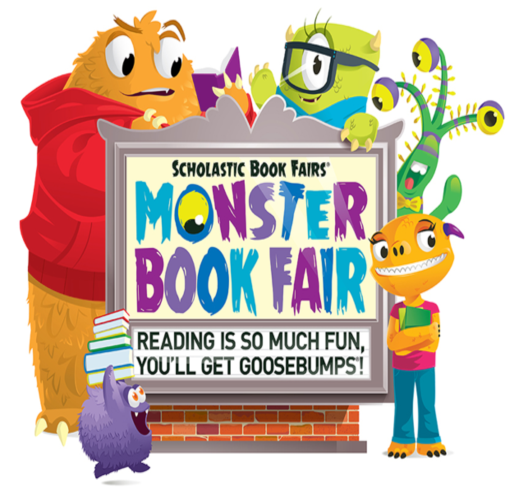 SCHOLASTIC BOOK FAIRS®
MONSTER
BOOK FAIR
READING IS SO MUCH FUN,
YOU'LL GET GOOSEBUMPS®!